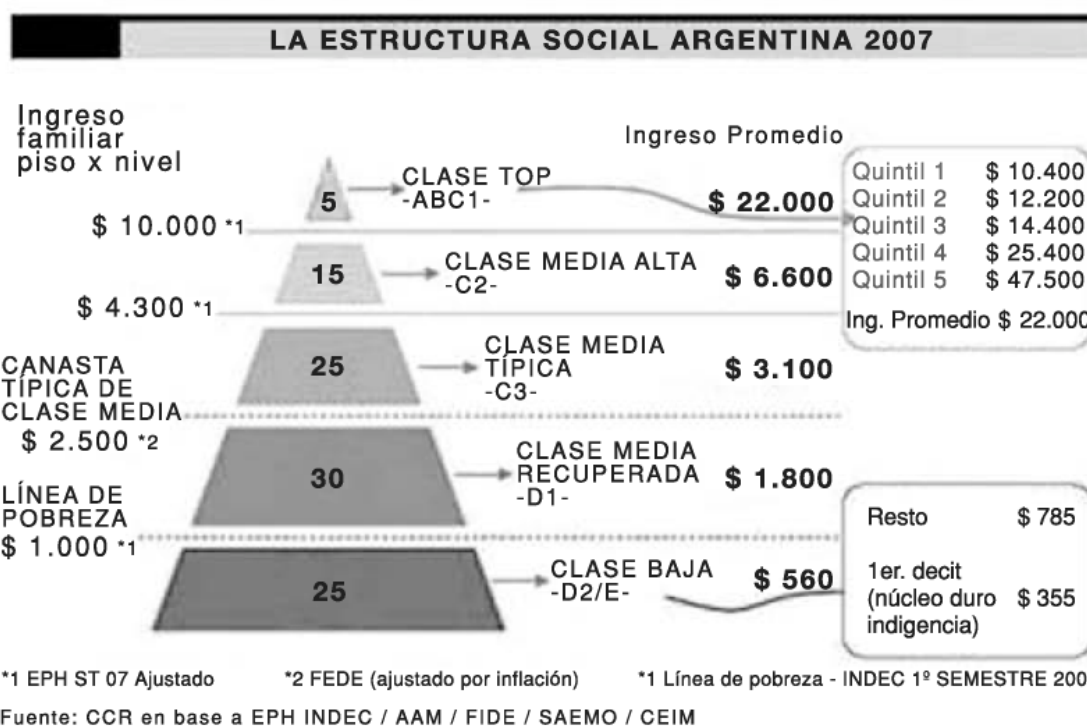 LA ESTRUCTURA SOCIAL ARGENTINA 2007
Ingreso
familiar
piso x nivel
Ingreso Promedio
5
CLASE TOP
-ABC1-
$ 22.000
$ 10.000 *1
Quintil 1 $ 10.400
Quintil 2 $ 12.200
Quintil 3 $ 14.400
Quintil 4 $ 25.400
Quintil 5 $ 47.500
Ing. Promedio $ 22.000
15
CLASE MEDIA ALTA
-C2-
$ 6.600
$ 4.300 *1
25
CLASE MEDIA
TÍPICA
-C3-
$ 3.100
CANASTA
TÍPICA DE
CLASE MEDIA
$ 2.500 *2
30
CLASE MEDIA
RECUPERADA
-D1-
$ 1.800
LÍNEA DE
POBREZA
$ 1.000 *1
25
CLASE BAJA
-D2/E-
$ 560
Resto $ 785
1er. decit
(núcleo duro $ 355
indigencia)
*1 EPH ST 07 Ajustado *2 FEDE (ajustado por inflación) *1 Línea de pobreza - INDEC 1º SEMESTRE 200
Fuente: CCR en base a EPH INDEC / AAM / FIDE / SAEMO / CEIM